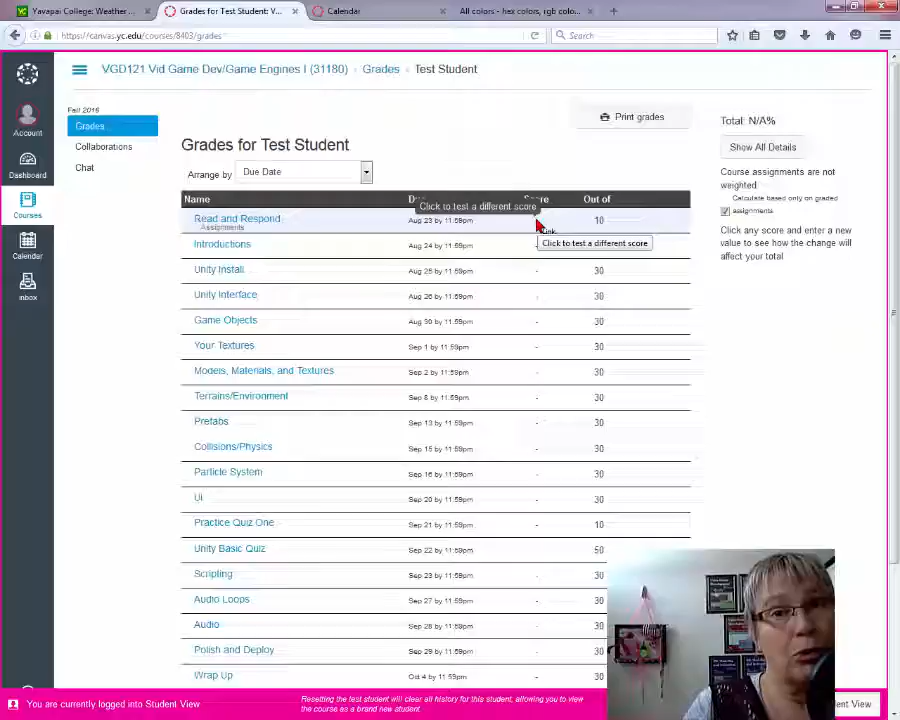 Yavapai College: Weather ...
Grades for Test Student: V...
Calendar
All colors - hex colors, rgb colo...
https://canvas.yc.edu/courses/8403/grades
Search
VGD121 Vid Game Dev/Game Engines I (31180) › Grades › Test Student
Fall 2016
Grades
Collaborations
Chat
Account
Dashboard
Courses
Calendar
Inbox
Print grades
Grades for Test Student
Arrange by Due Date
Total: N/A%
Show All Details
Course assignments are not
weighted.
Calculate based only on graded
assignments
Click any score and enter a new
value to see how the change will
affect your total
Name Due Score Out of
Click to test a different score
Read and Respond Aug 23 by 11:59pm 10
Assignments
Link
Click to test a different score
Introductions Aug 24 by 11:59pm
Unity Install Aug 25 by 11:59pm - 30
Unity Interface Aug 26 by 11:59pm - 30
Game Objects Aug 30 by 11:59pm - 30
Your Textures Sep 1 by 11:59pm - 30
Models, Materials, and Textures Sep 2 by 11:59pm - 30
Terrains/Environment Sep 8 by 11:59pm - 30
Prefabs Sep 13 by 11:59pm - 30
Collisions/Physics Sep 15 by 11:59pm - 30
Particle System Sep 16 by 11:59pm - 30
Ui Sep 20 by 11:59pm - 30
Practice Quiz One Sep 21 by 11:59pm - 10
Unity Basic Quiz Sep 22 by 11:59pm - 50
Scripting Sep 23 by 11:59pm - 30
Audio Loops Sep 27 by 11:59pm - 30
Audio Sep 28 by 11:59pm - 30
Polish and Deploy Sep 29 by 11:59pm - 30
Wrap Up Oct 4 by 11:59pm - 30
You are currently logged into Student View
Resetting the test student will clear all history for this student, allowing you to view
the course as a brand new student
View